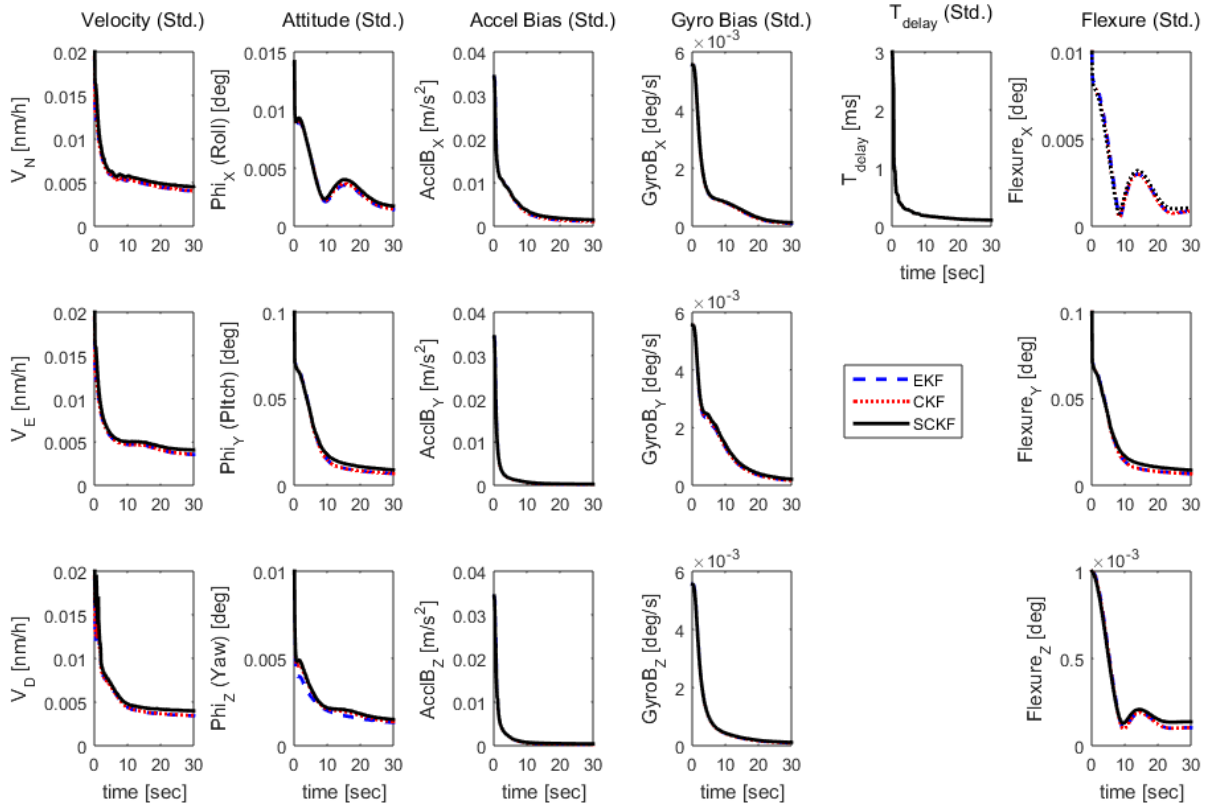 Velocity (Std.)
Attitude (Std.)
Accel Bias (Std.)
Gyro Bias (Std.)
T_delay (Std.)
Flexure (Std.)
V_N [nm/h]
0.02
0.015
0.01
0.005
0
0 10 20 30
Phi_X (Roll) [deg]
0.015
0.01
0.005
0
0 10 20 30
AcclB_X [m/s²]
0.04
0.03
0.02
0.01
0
0 10 20 30
GyroB_X [deg/s]
× 10⁻³
6
4
2
0
0 10 20 30
T_delay [ms]
3
2
1
0
0 10 20 30
time [sec]
Flexure_X [deg]
0.01
0.005
0
0 10 20 30
V_E [nm/h]
0.02
0.015
0.01
0.005
0
0 10 20 30
Phi_Y (PItch) [deg]
0.1
0.05
0
0 10 20 30
AcclB_Y [m/s²]
0.04
0.03
0.02
0.01
0
0 10 20 30
GyroB_Y [deg/s]
× 10⁻³
6
4
2
0
0 10 20 30
EKF
CKF
SCKF
Flexure_Y [deg]
0.1
0.05
0
0 10 20 30
V_D [nm/h]
0.02
0.015
0.01
0.005
0
0 10 20 30
time [sec]
Phi_Z (Yaw) [deg]
0.01
0.005
0
0 10 20 30
time [sec]
AcclB_Z [m/s²]
0.04
0.03
0.02
0.01
0
0 10 20 30
time [sec]
GyroB_Z [deg/s]
× 10⁻³
6
4
2
0
0 10 20 30
time [sec]
Flexure_Z [deg]
× 10⁻³
1
0.5
0
0 10 20 30
time [sec]